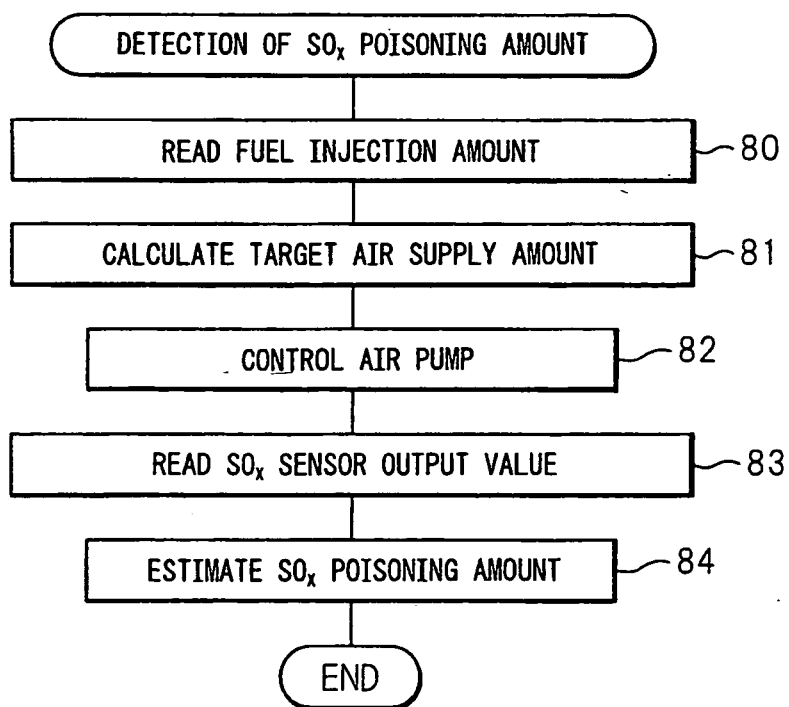 DETECTION OF SOx POISONING AMOUNT
READ FUEL INJECTION AMOUNT
80
CALCULATE TARGET AIR SUPPLY AMOUNT
81
CONTROL AIR PUMP
82
READ SOx SENSOR OUTPUT VALUE
83
ESTIMATE SOx POISONING AMOUNT
84
END